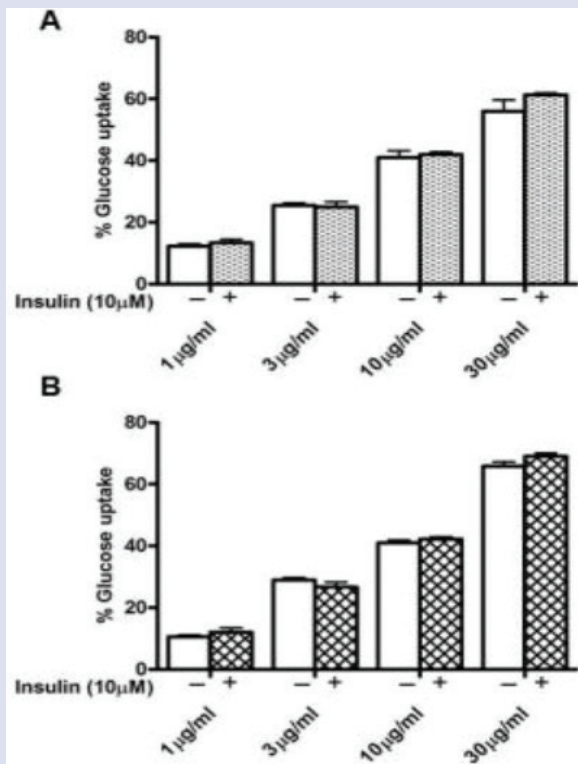 A
80
60
40
20
0
% Glucose uptake
Insulin (10µM) – + – + – + – +
1µg/ml 3µg/ml 10µg/ml 30µg/ml
B
80
60
40
20
0
% Glucose uptake
Insulin (10µM) – + – + – + – +
1µg/ml 3µg/ml 10µg/ml 30µg/ml